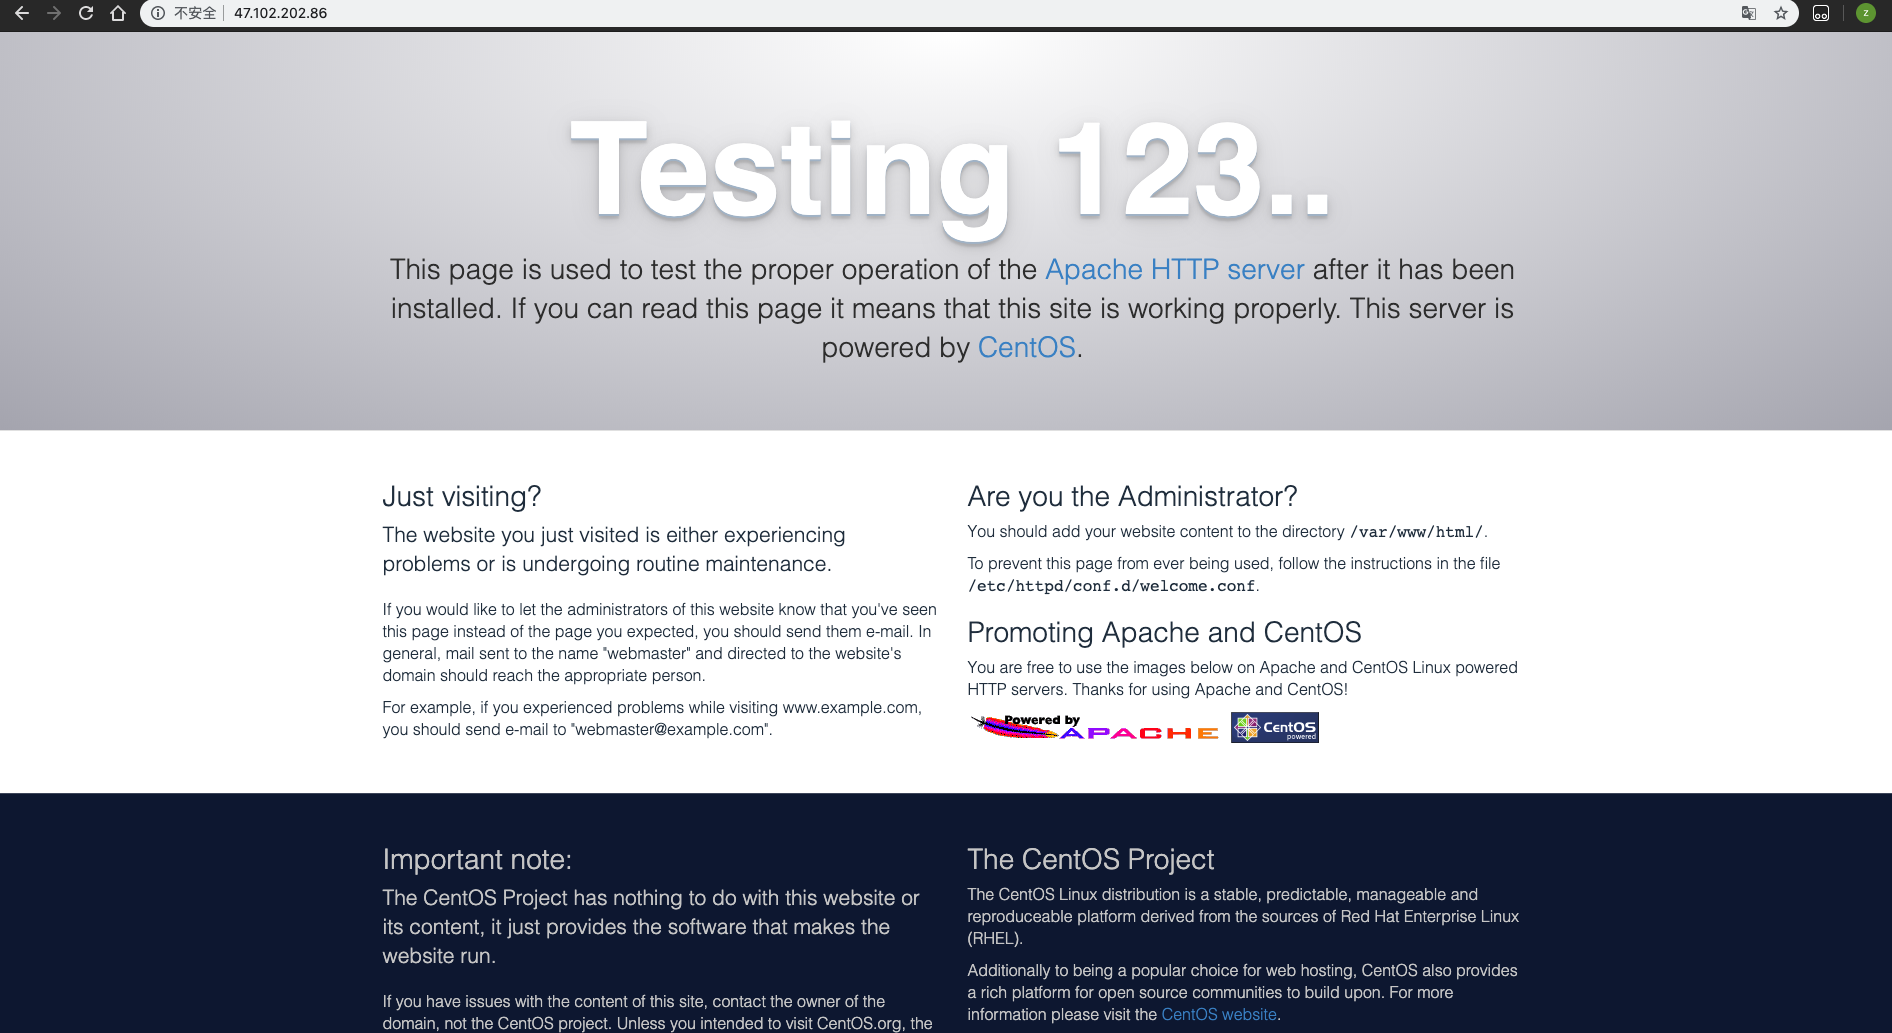 不安全 47.102.202.86
z
Testing 123..
This page is used to test the proper operation of the Apache HTTP server after it has been
installed. If you can read this page it means that this site is working properly. This server is
powered by CentOS.
Just visiting?
The website you just visited is either experiencing
problems or is undergoing routine maintenance.
If you would like to let the administrators of this website know that you've seen
this page instead of the page you expected, you should send them e-mail. In
general, mail sent to the name "webmaster" and directed to the website's
domain should reach the appropriate person.
For example, if you experienced problems while visiting www.example.com,
you should send e-mail to "webmaster@example.com".
Are you the Administrator?
You should add your website content to the directory /var/www/html/.
To prevent this page from ever being used, follow the instructions in the file
/etc/httpd/conf.d/welcome.conf.
Promoting Apache and CentOS
You are free to use the images below on Apache and CentOS Linux powered
HTTP servers. Thanks for using Apache and CentOS!
Powered by
APACHE
CentOS
powered
Important note:
The CentOS Project has nothing to do with this website or
its content, it just provides the software that makes the
website run.
If you have issues with the content of this site, contact the owner of the
domain, not the CentOS project. Unless you intended to visit CentOS.org, the
The CentOS Project
The CentOS Linux distribution is a stable, predictable, manageable and
reproduceable platform derived from the sources of Red Hat Enterprise Linux
(RHEL).
Additionally to being a popular choice for web hosting, CentOS also provides
a rich platform for open source communities to build upon. For more
information please visit the CentOS website.